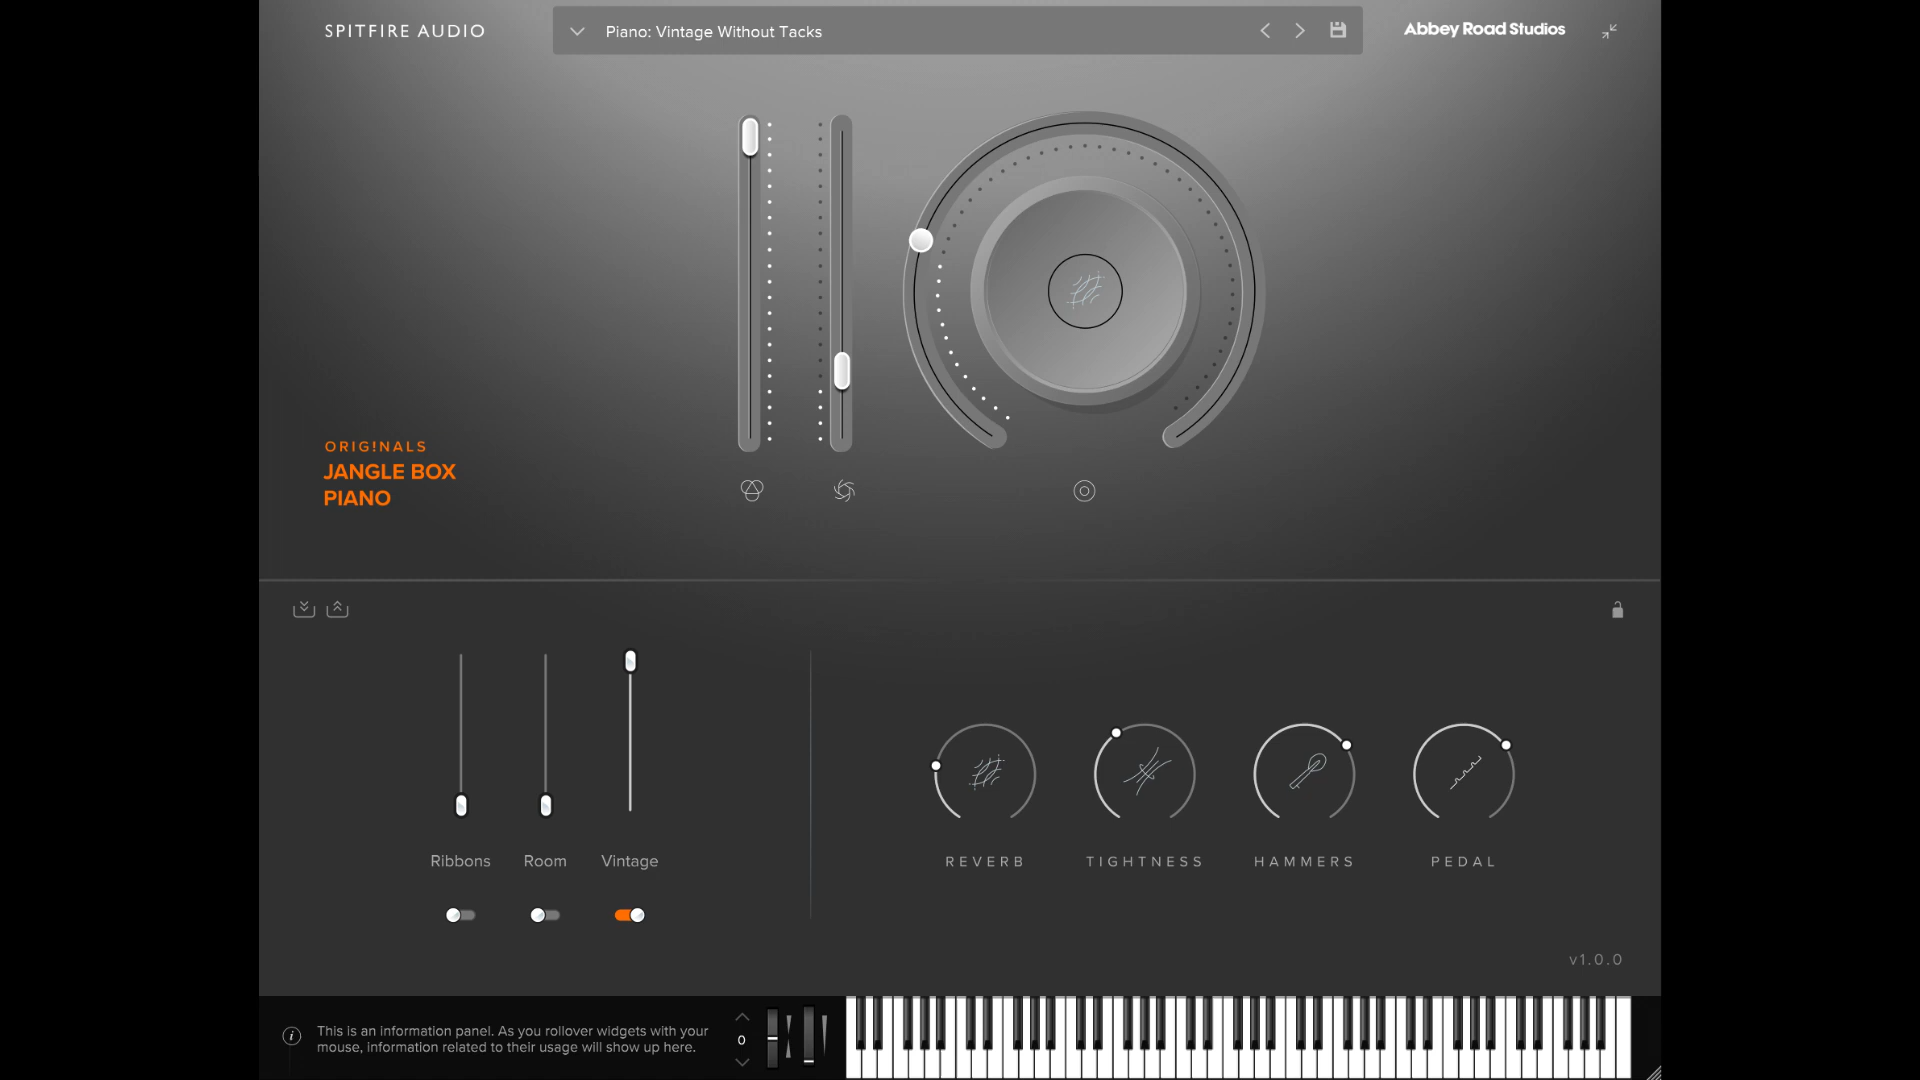 SPITFIRE AUDIO
Piano: Vintage Without Tacks
Abbey Road Studios
ORIG!NALS
JANGLE BOX
PIANO
Ribbons
Room
Vintage
REVERB
TIGHTNESS
HAMMERS
PEDAL
v1.0.0
i
This is an information panel. As you rollover widgets with your
mouse, information related to their usage will show up here.
0